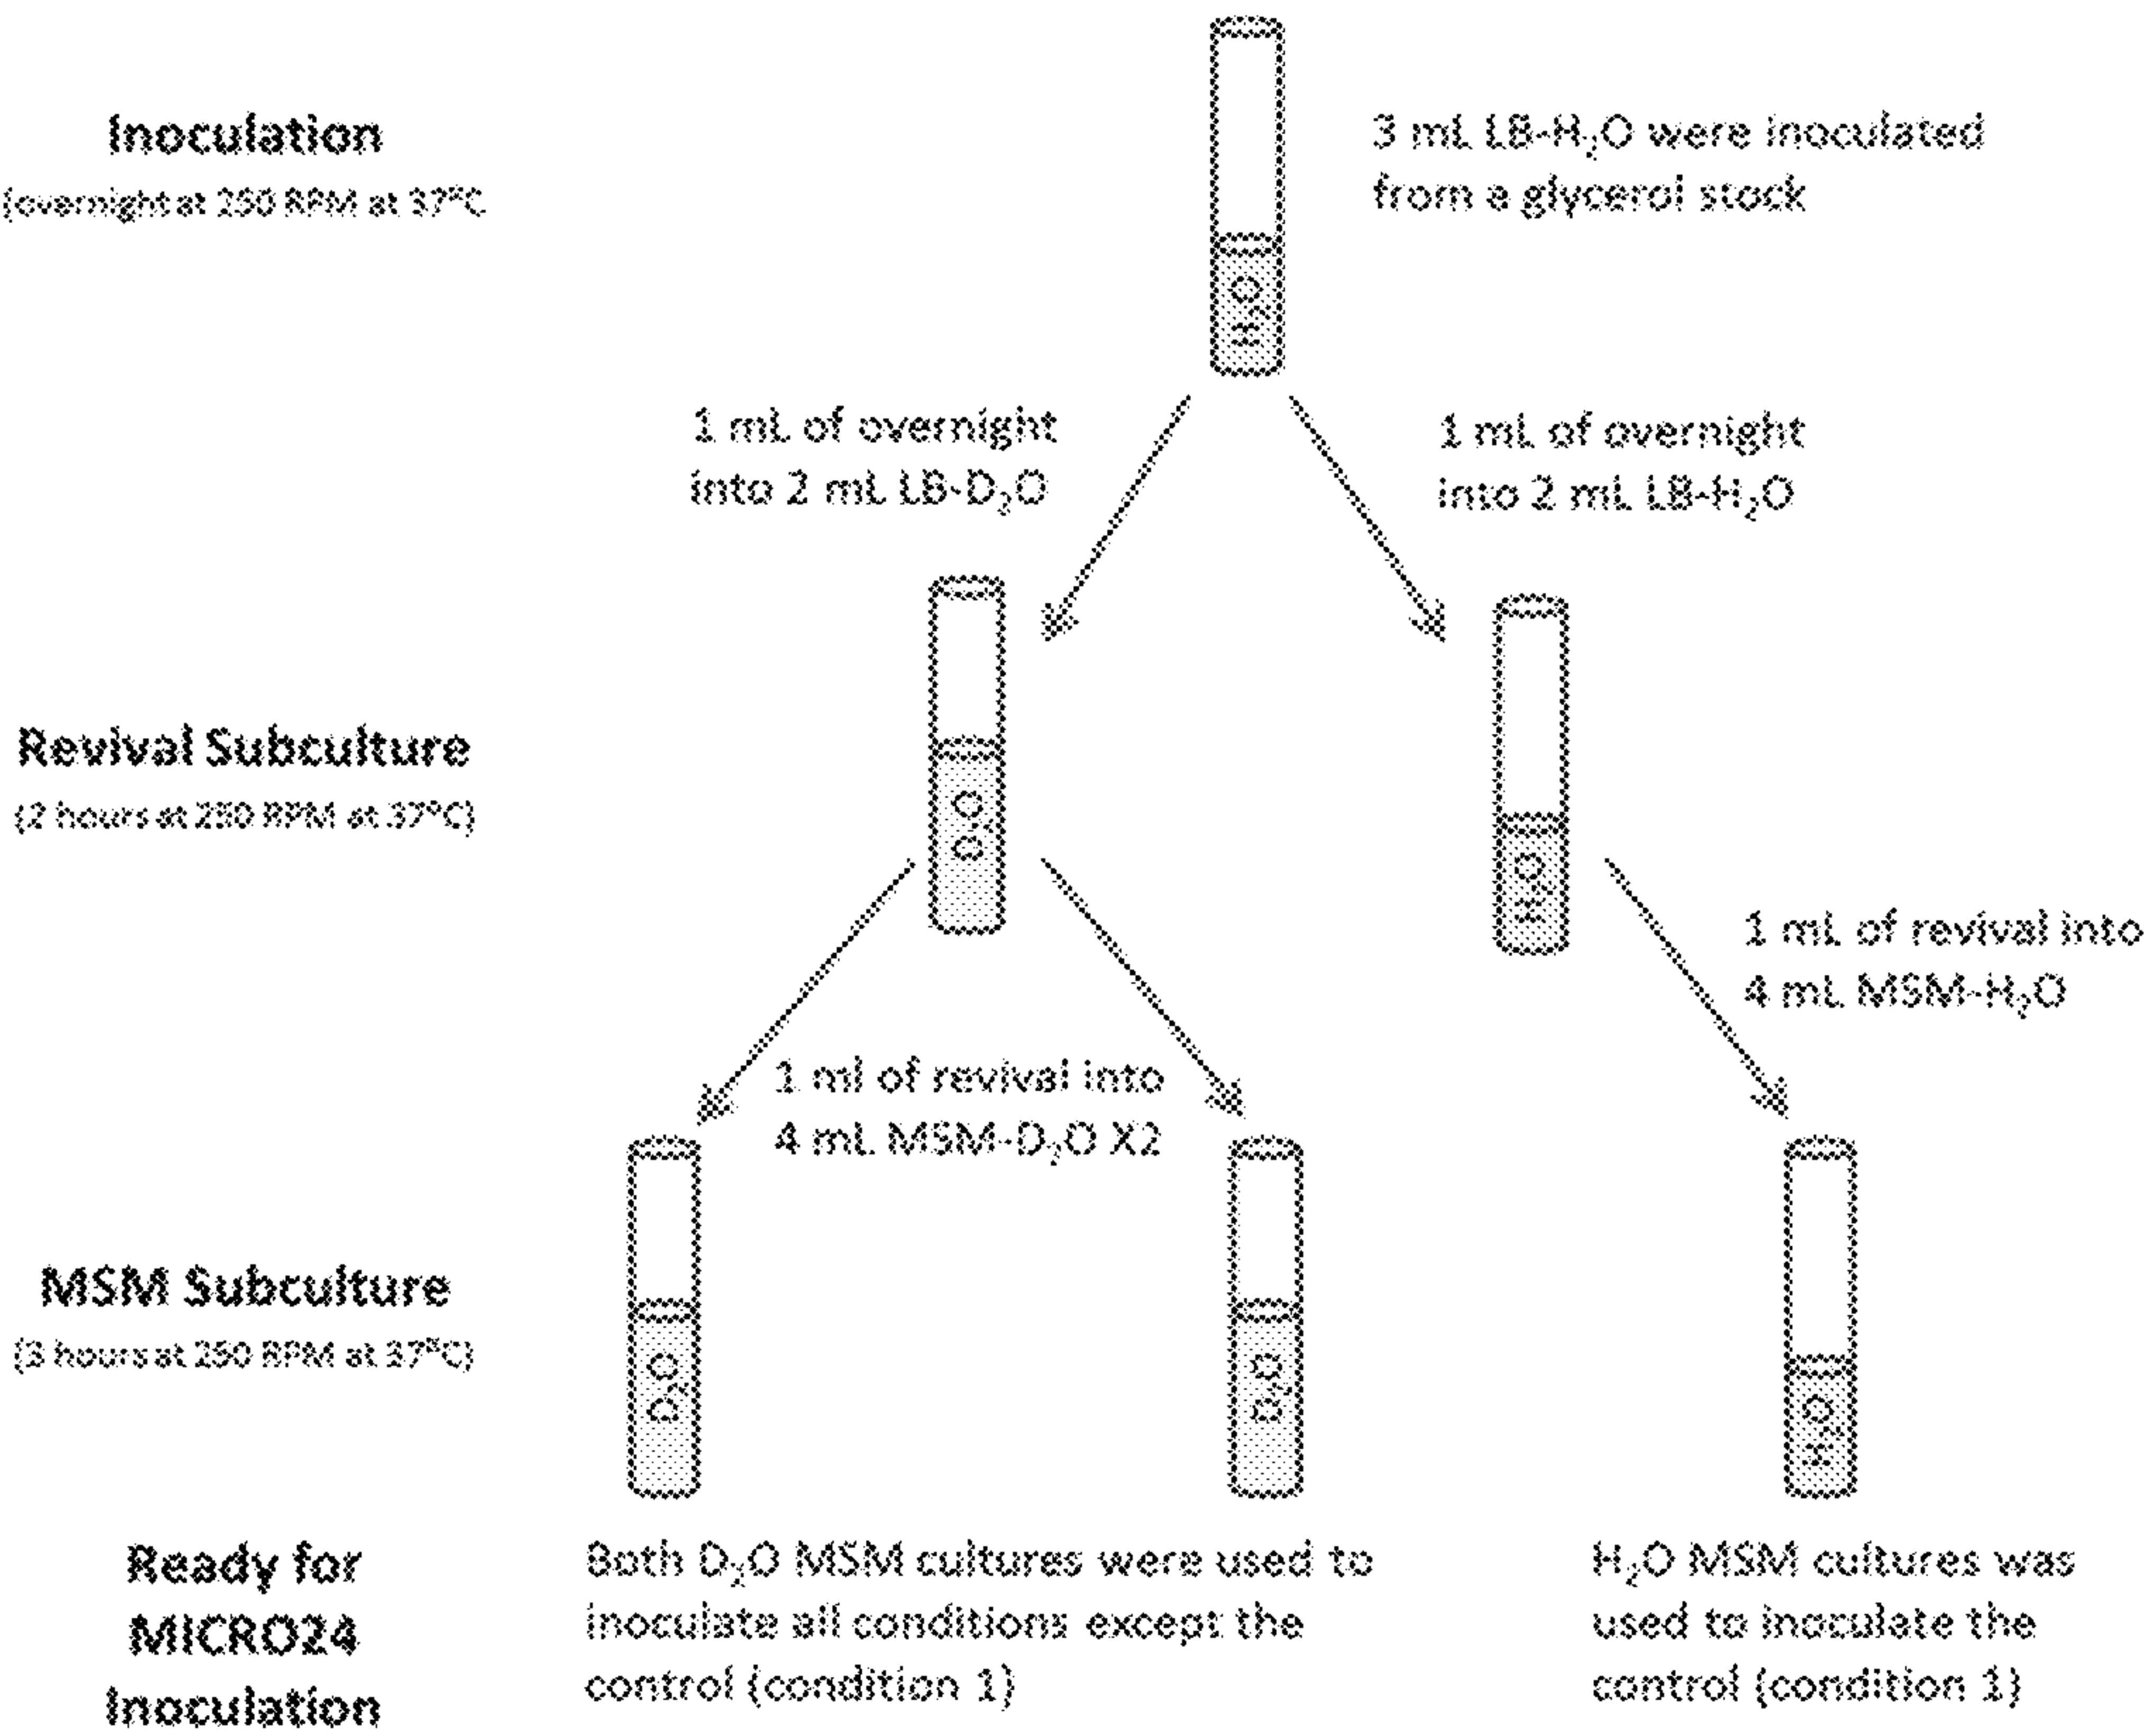 Inoculation
(overnight at 250 RPM at 37°C
3 mL LB-H₂O were inoculated
from a glycerol stock
H₂O
1 mL of overnight
into 2 mL LB-D₂O
1 mL of overnight
into 2 mL LB-H₂O
Revival Subculture
(2 hours at 250 RPM at 37°C)
D₂O
H₂O
1 mL of revival into
4 mL MSM-H₂O
1 ml of revival into
4 mL MSM-D₂O X2
MSM Subculture
(3 hours at 250 RPM at 37°C)
D₂O
D₂O
H₂O
Ready for
MICRO24
Inoculation
Both D₂O MSM cultures were used to
inoculate all conditions except the
control (condition 1)
H₂O MSM cultures was
used to inoculate the
control (condition 1)